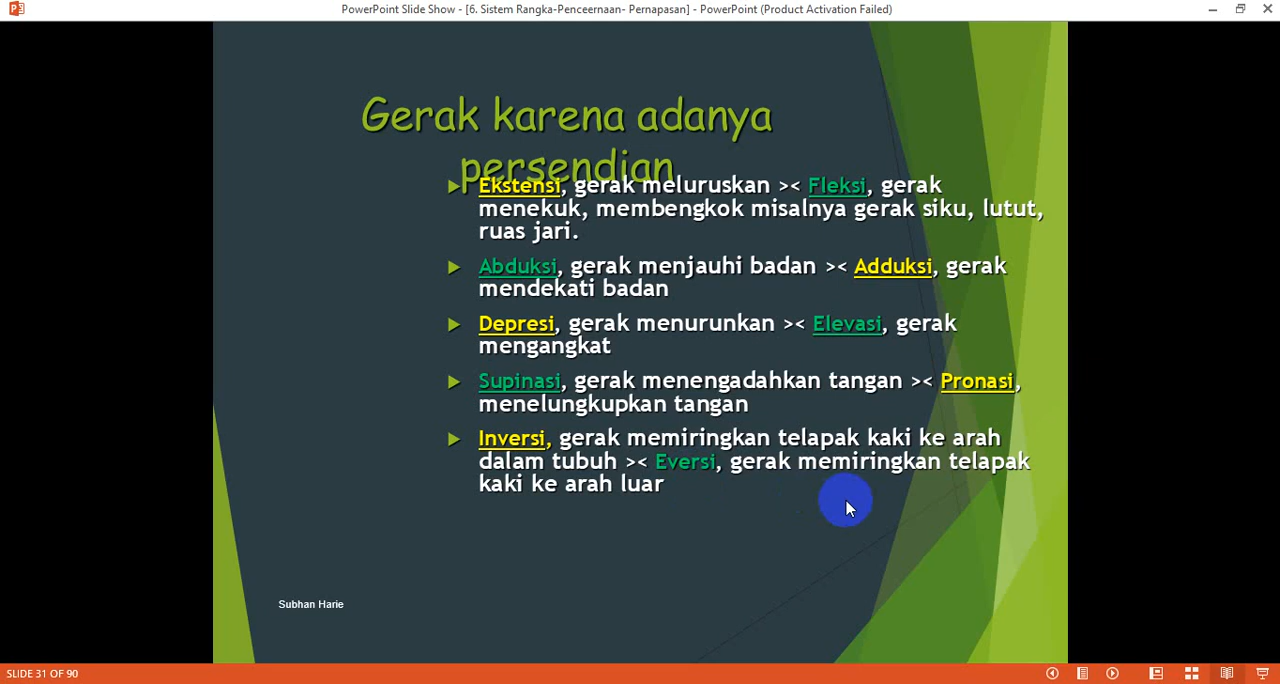 PowerPoint Slide Show - [6. Sistem Rangka-Penceernaan- Pernapasan] - PowerPoint (Product Activation Failed)
Gerak karena adanya
persendian
Ekstensi, gerak meluruskan >< Fleksi, gerak
menekuk, membengkok misalnya gerak siku, lutut,
ruas jari.
Abduksi, gerak menjauhi badan >< Adduksi, gerak
mendekati badan
Depresi, gerak menurunkan >< Elevasi, gerak
mengangkat
Supinasi, gerak menengadahkan tangan >< Pronasi,
menelungkupkan tangan
Inversi, gerak memiringkan telapak kaki ke arah
dalam tubuh >< Eversi, gerak memiringkan telapak
kaki ke arah luar
Subhan Harie
SLIDE 31 OF 90